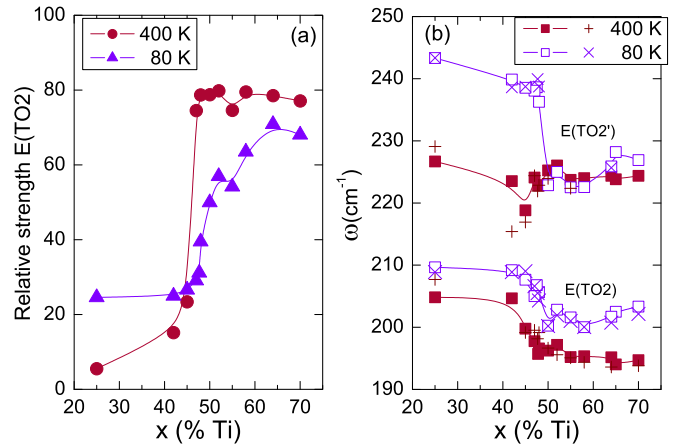 (a)
400 K
80 K
Relative strength E(TO2)
100
80
60
40
20
0
20 30 40 50 60 70
x (% Ti)
(b)
400 K
80 K
E(TO2')
E(TO2)
ω(cm⁻¹)
250
240
230
220
210
200
190
20 30 40 50 60 70
x (% Ti)